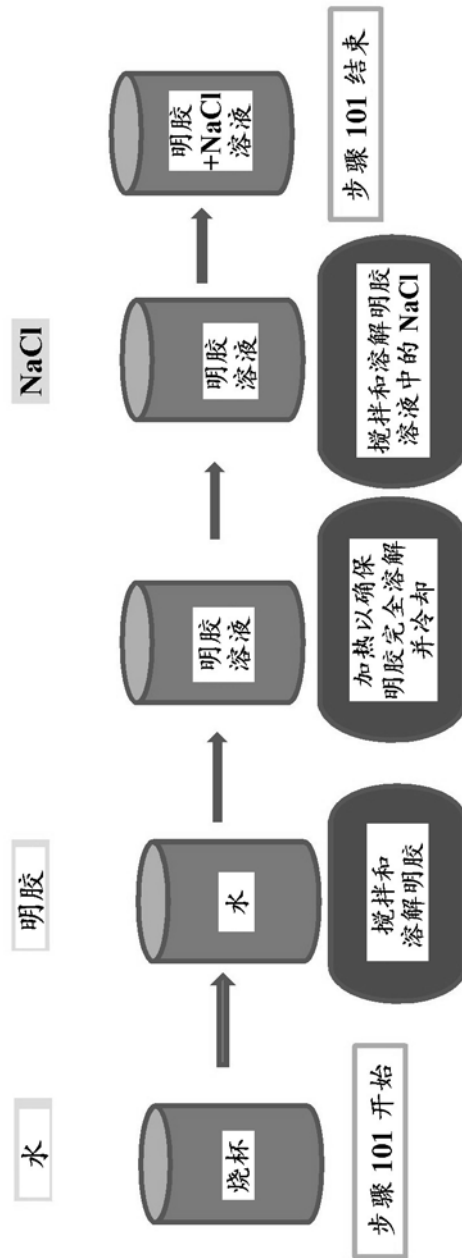 水
明胶
NaCl
烧杯
水
明胶
溶液
明胶
溶液
明胶
+NaCl
溶液
步骤 101 开始
搅拌和
溶解明胶
加热以确保
明胶完全溶解
并冷却
搅拌和溶解明胶
溶液中的 NaCl
步骤 101 结束